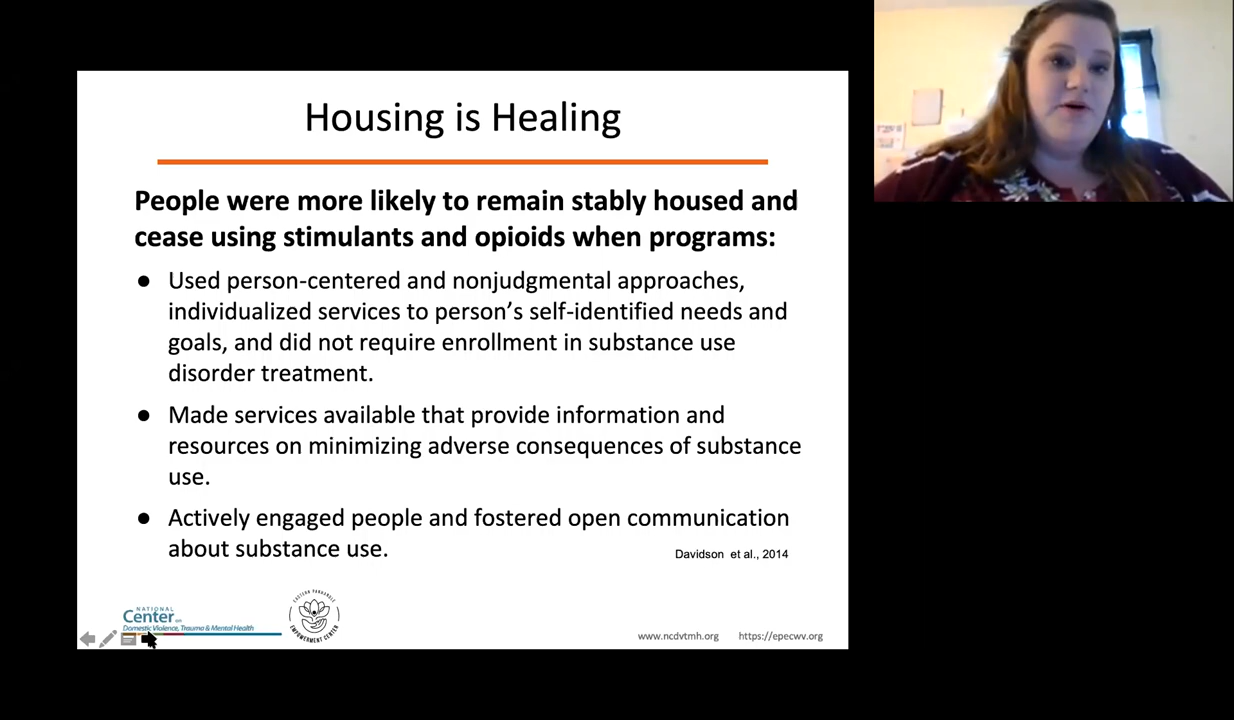 Housing is Healing
People were more likely to remain stably housed and
cease using stimulants and opioids when programs:
● Used person-centered and nonjudgmental approaches,
individualized services to person’s self-identified needs and
goals, and did not require enrollment in substance use
disorder treatment.
● Made services available that provide information and
resources on minimizing adverse consequences of substance
use.
● Actively engaged people and fostered open communication
about substance use.
Davidson et al., 2014
NATIONAL
Center on
Domestic Violence, Trauma & Mental Health
EASTERN PANHANDLE
EMPOWERMENT CENTER
www.ncdvtmh.org https://epecwv.org